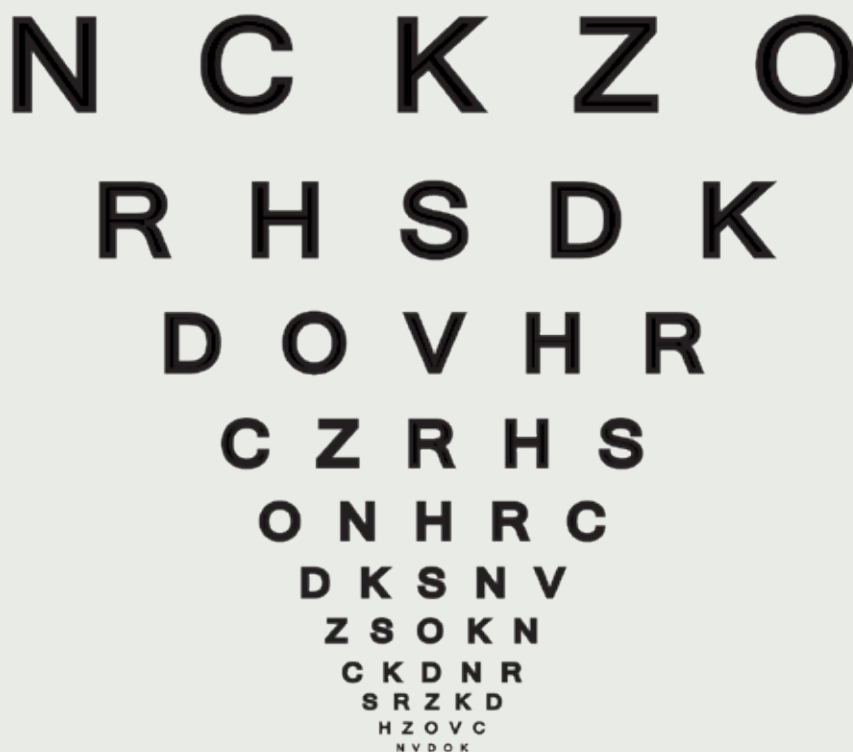 N C K Z O
R H S D K
D O V H R
C Z R H S
O N H R C
D K S N V
Z S O K N
C K D N R
S R Z K D
H Z O V C
N V D O K